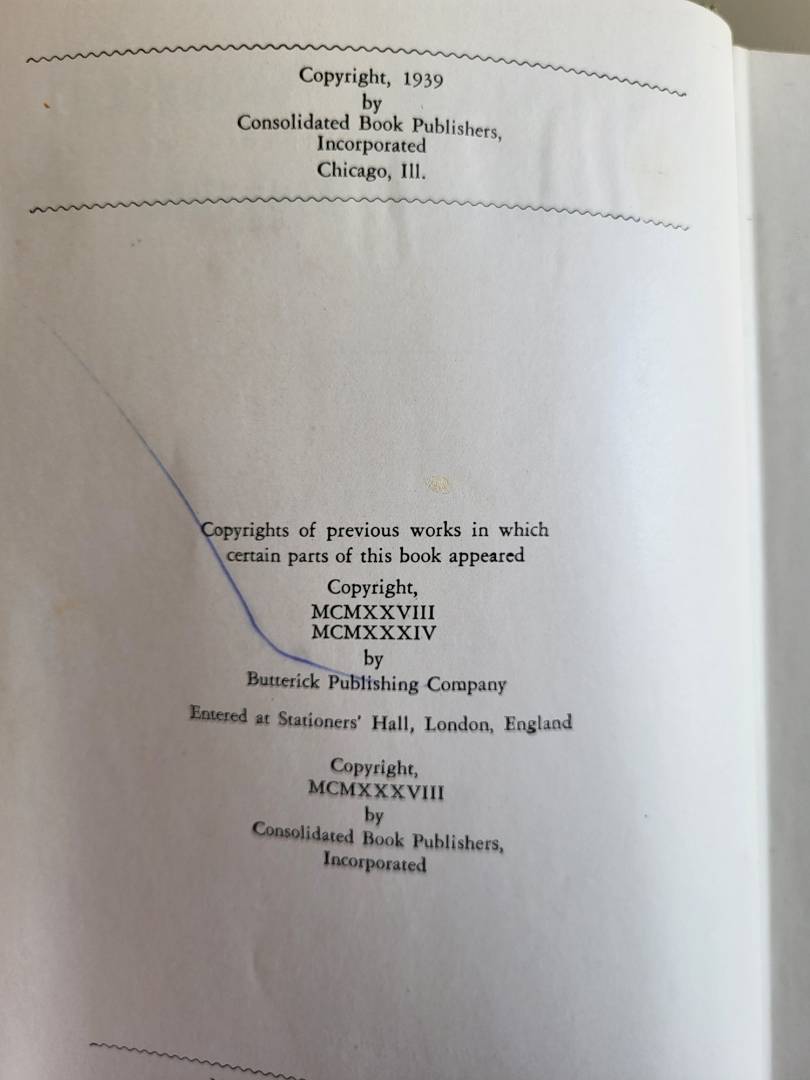 Copyright, 1939
by
Consolidated Book Publishers,
Incorporated
Chicago, Ill.
Copyrights of previous works in which
certain parts of this book appeared
Copyright,
MCMXXVIII
MCMXXXIV
by
Butterick Publishing Company
Entered at Stationers' Hall, London, England
Copyright,
MCMXXXVIII
by
Consolidated Book Publishers,
Incorporated